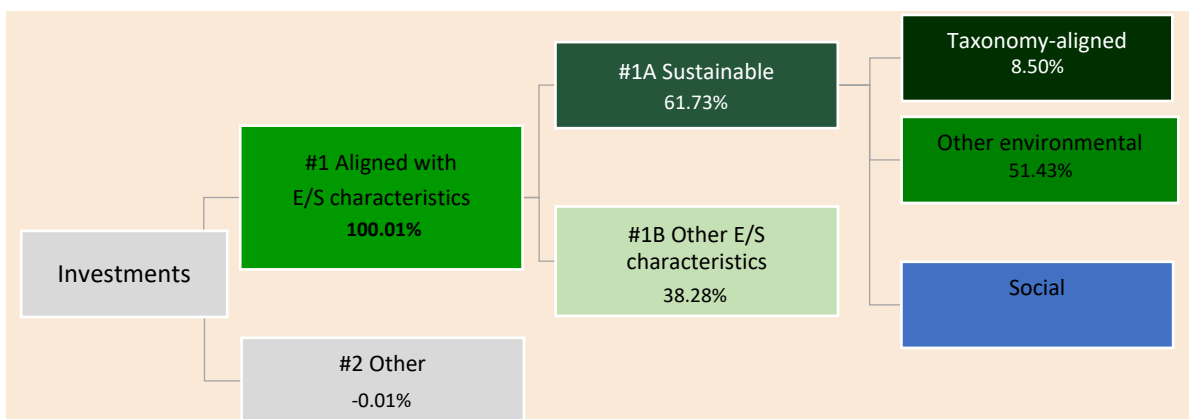 Investments
#1 Aligned with
E/S characteristics
100.01%
#2 Other
-0.01%
#1A Sustainable
61.73%
#1B Other E/S
characteristics
38.28%
Taxonomy-aligned
8.50%
Other environmental
51.43%
Social